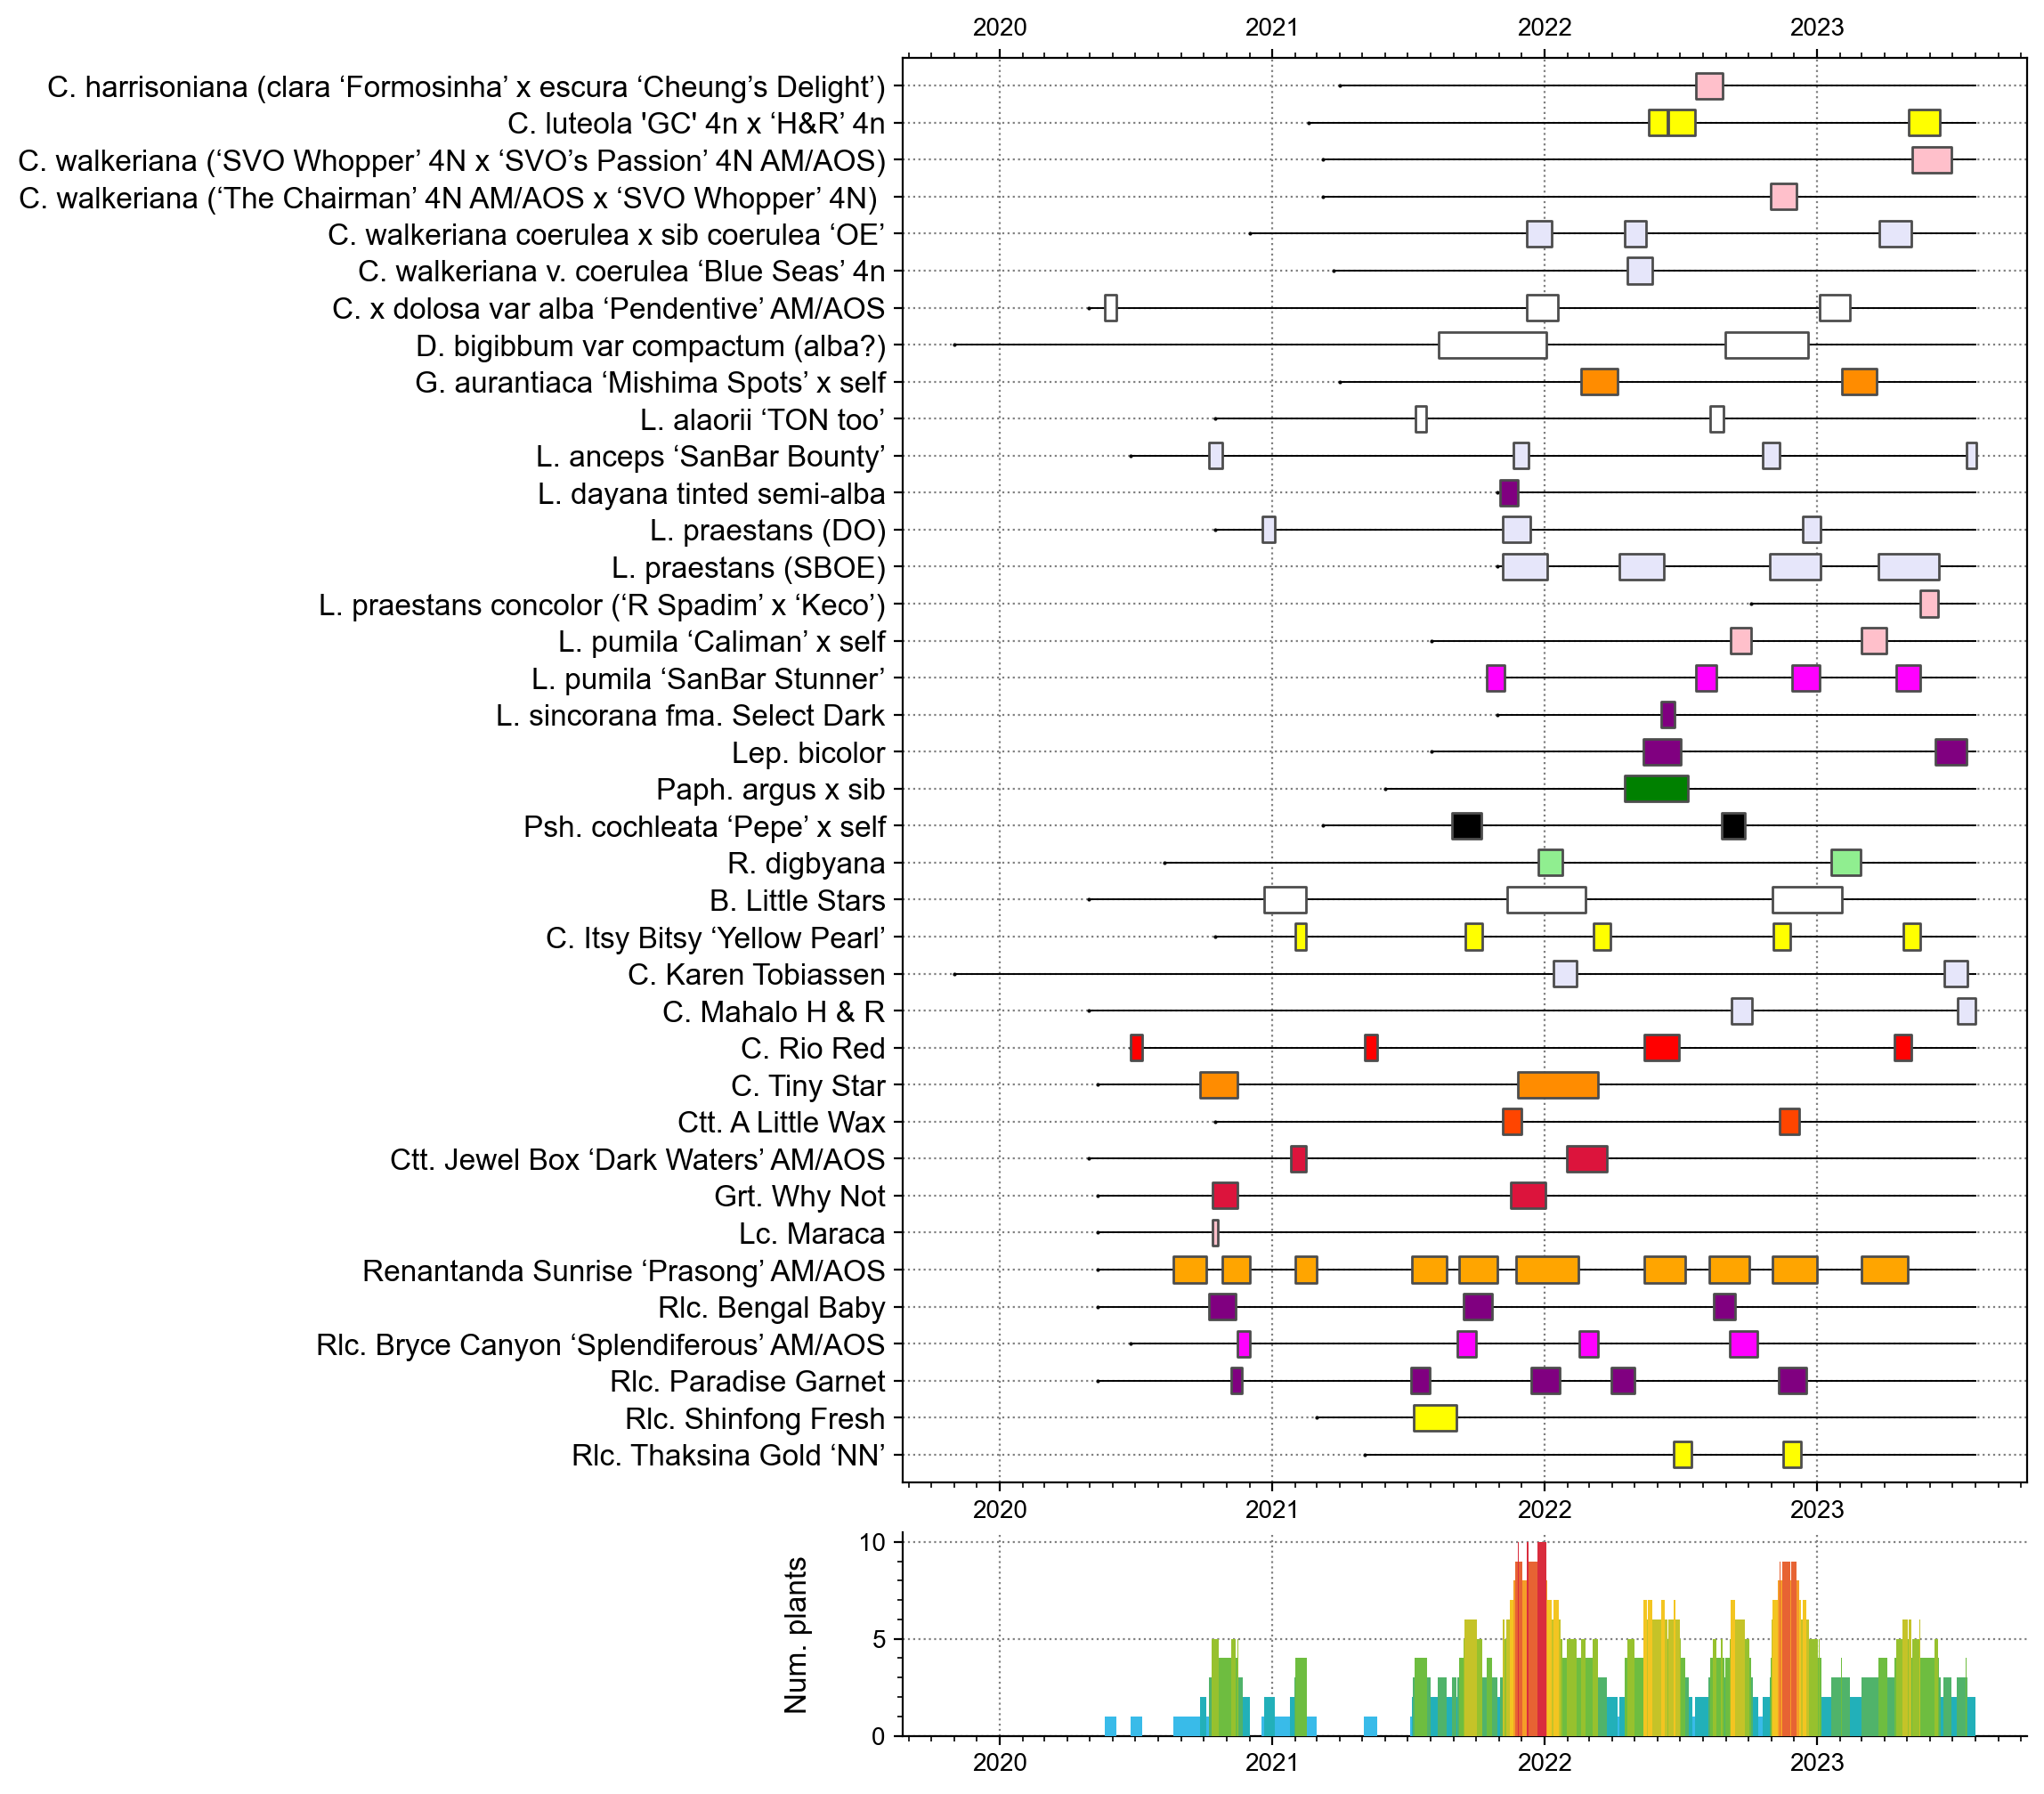 2020 2021 2022 2023
C. harrisoniana (clara ‘Formosinha’ x escura ‘Cheung’s Delight’)
C. luteola 'GC' 4n x ‘H&R’ 4n
C. walkeriana (‘SVO Whopper’ 4N x ‘SVO’s Passion’ 4N AM/AOS)
C. walkeriana (‘The Chairman’ 4N AM/AOS x ‘SVO Whopper’ 4N)
C. walkeriana coerulea x sib coerulea ‘OE’
C. walkeriana v. coerulea ‘Blue Seas’ 4n
C. x dolosa var alba ‘Pendentive’ AM/AOS
D. bigibbum var compactum (alba?)
G. aurantiaca ‘Mishima Spots’ x self
L. alaorii ‘TON too’
L. anceps ‘SanBar Bounty’
L. dayana tinted semi-alba
L. praestans (DO)
L. praestans (SBOE)
L. praestans concolor (‘R Spadim’ x ‘Keco’)
L. pumila ‘Caliman’ x self
L. pumila ‘SanBar Stunner’
L. sincorana fma. Select Dark
Lep. bicolor
Paph. argus x sib
Psh. cochleata ‘Pepe’ x self
R. digbyana
B. Little Stars
C. Itsy Bitsy ‘Yellow Pearl’
C. Karen Tobiassen
C. Mahalo H & R
C. Rio Red
C. Tiny Star
Ctt. A Little Wax
Ctt. Jewel Box ‘Dark Waters’ AM/AOS
Grt. Why Not
Lc. Maraca
Renantanda Sunrise ‘Prasong’ AM/AOS
Rlc. Bengal Baby
Rlc. Bryce Canyon ‘Splendiferous’ AM/AOS
Rlc. Paradise Garnet
Rlc. Shinfong Fresh
Rlc. Thaksina Gold ‘NN’
2020 2021 2022 2023
10
5
0
Num. plants
2020 2021 2022 2023